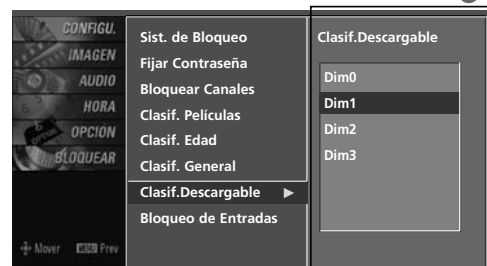 CONFIGU.
IMAGEN
AUDIO
HORA
OPCIÓN
BLOQUEAR
Mover MENU Prev
Sist. de Bloqueo
Fijar Contraseña
Bloquear Canales
Clasif. Películas
Clasif. Edad
Clasif. General
Clasif.Descargable ▶
Bloqueo de Entradas
Clasif.Descargable
Dim0
Dim1
Dim2
Dim3